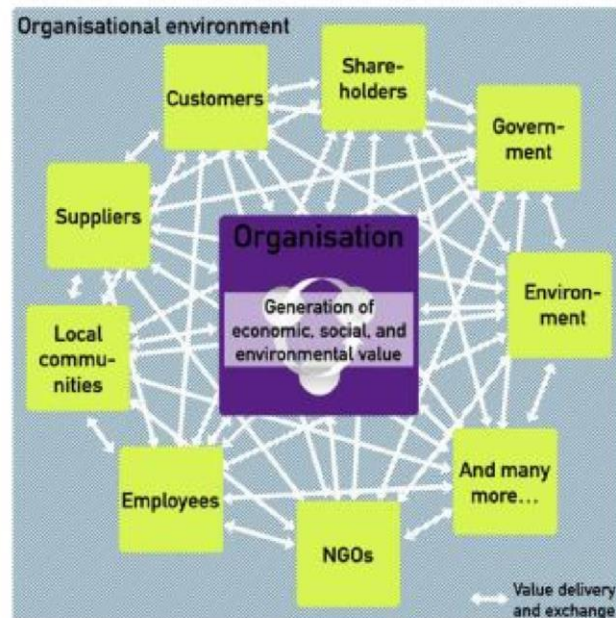 Organisational environment
Share-
holders
Customers
Govern-
ment
Suppliers
Organisation
Generation of
economic, social, and
environmental value
Environ-
ment
Local
commu-
nities
And many
more...
Employees
NGOs
Value delivery
and exchange